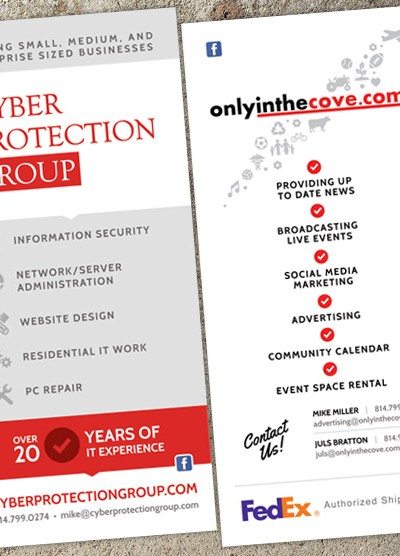 NG SMALL, MEDIUM, AND
PRISE SIZED BUSINESSES
YBER
ROTECTION
GROUP
INFORMATION SECURITY
NETWORK/SERVER
ADMINISTRATION
WEBSITE DESIGN
RESIDENTIAL IT WORK
PC REPAIR
OVER
20
YEARS OF
IT EXPERIENCE
CYBERPROTECTIONGROUP.COM
814.799.0274 • mike@cyberprotectiongroup.com
onlyinthecove.com
PROVIDING UP
TO DATE NEWS
BROADCASTING
LIVE EVENTS
SOCIAL MEDIA
MARKETING
ADVERTISING
COMMUNITY CALENDAR
EVENT SPACE RENTAL
Contact
Us!
MIKE MILLER | 814.799
advertising@onlyinthecove
JULS BRATTON | 814.
juls@onlyinthecove.com
FedEx Authorized Ship